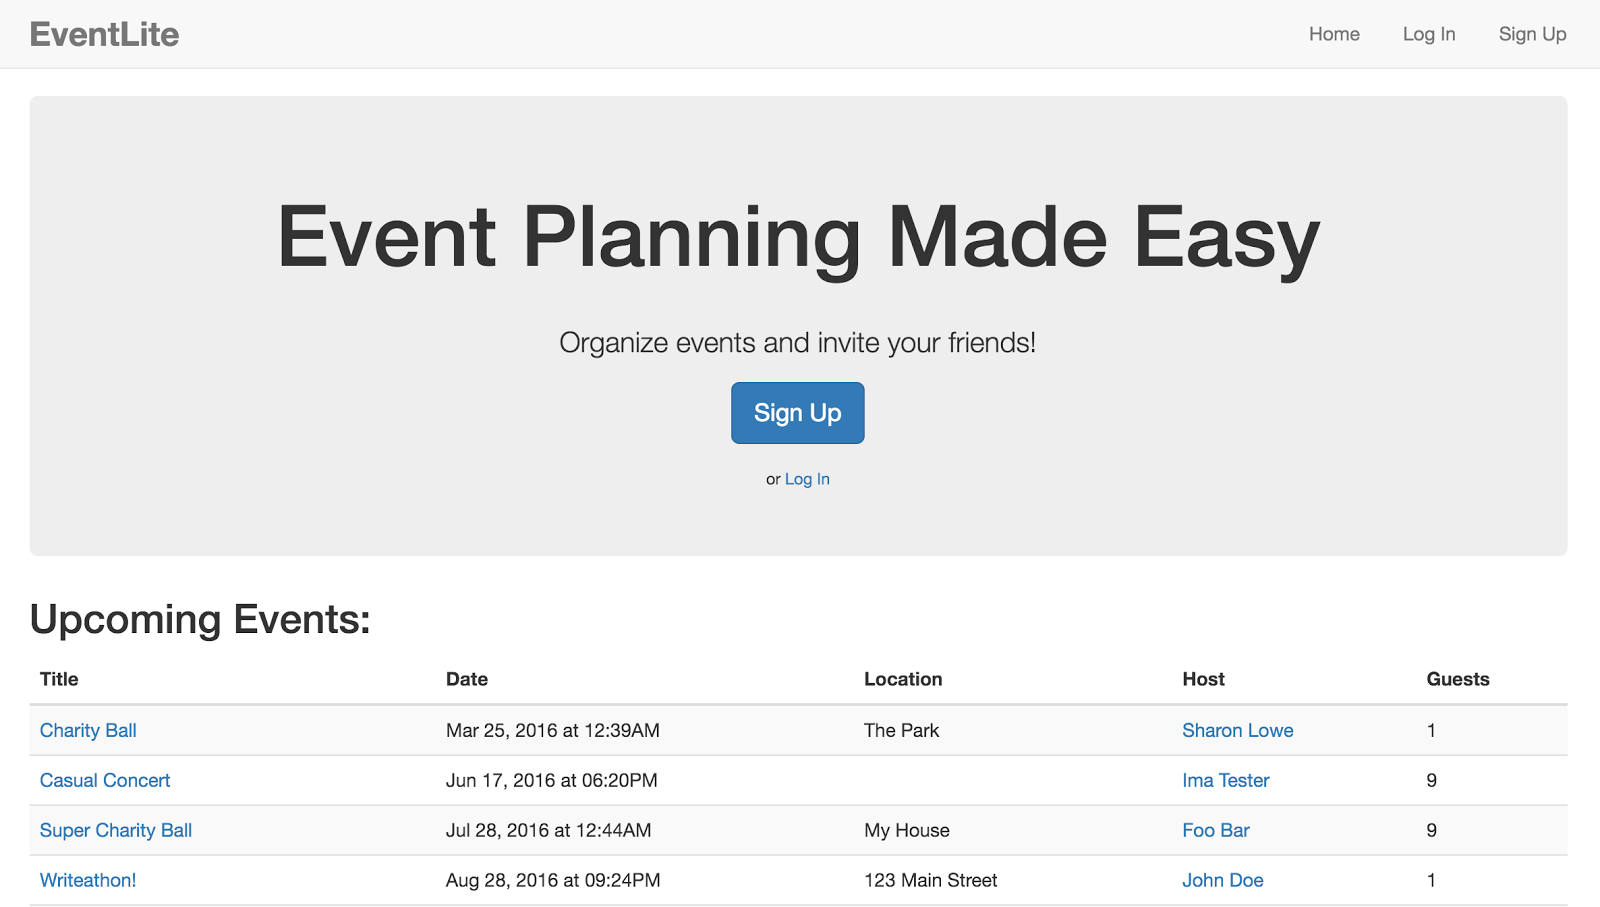 EventLite Home Log In Sign Up
Event Planning Made Easy
Organize events and invite your friends!
Sign Up
or Log In
Upcoming Events:
Title Date Location Host Guests
Charity Ball Mar 25, 2016 at 12:39AM The Park Sharon Lowe 1
Casual Concert Jun 17, 2016 at 06:20PM Ima Tester 9
Super Charity Ball Jul 28, 2016 at 12:44AM My House Foo Bar 9
Writeathon! Aug 28, 2016 at 09:24PM 123 Main Street John Doe 1